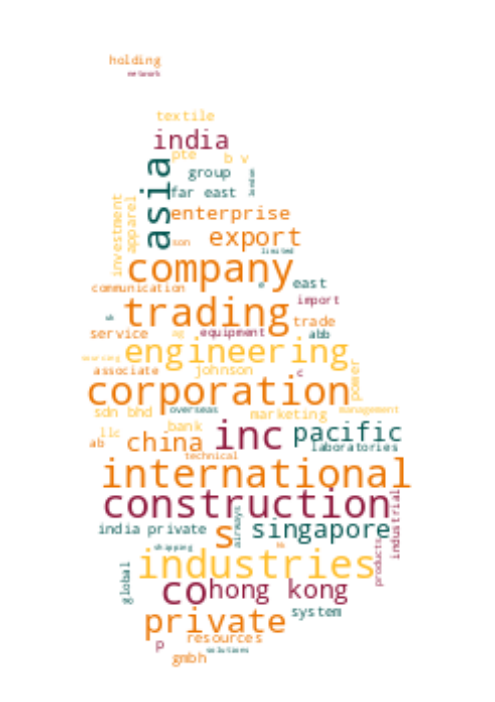 holding
network
textile
india
pte
b v
group
asia
far east
investment
apparel
enterprise
son
export
limited
company
east
communication
import
trading
trade
service
ag
equipment
abb
engineering
sourcing
associate
johnson
c
power
corporation
sdn bhd
overseas
marketing
management
bank
llc
ab
china
inc
pacific
laboratories
technical
international
construction
industrial
india private
s
airways
singapore
shipping
industries
products
global
co
hong kong
system
private
resources
p
solutions
gmbh